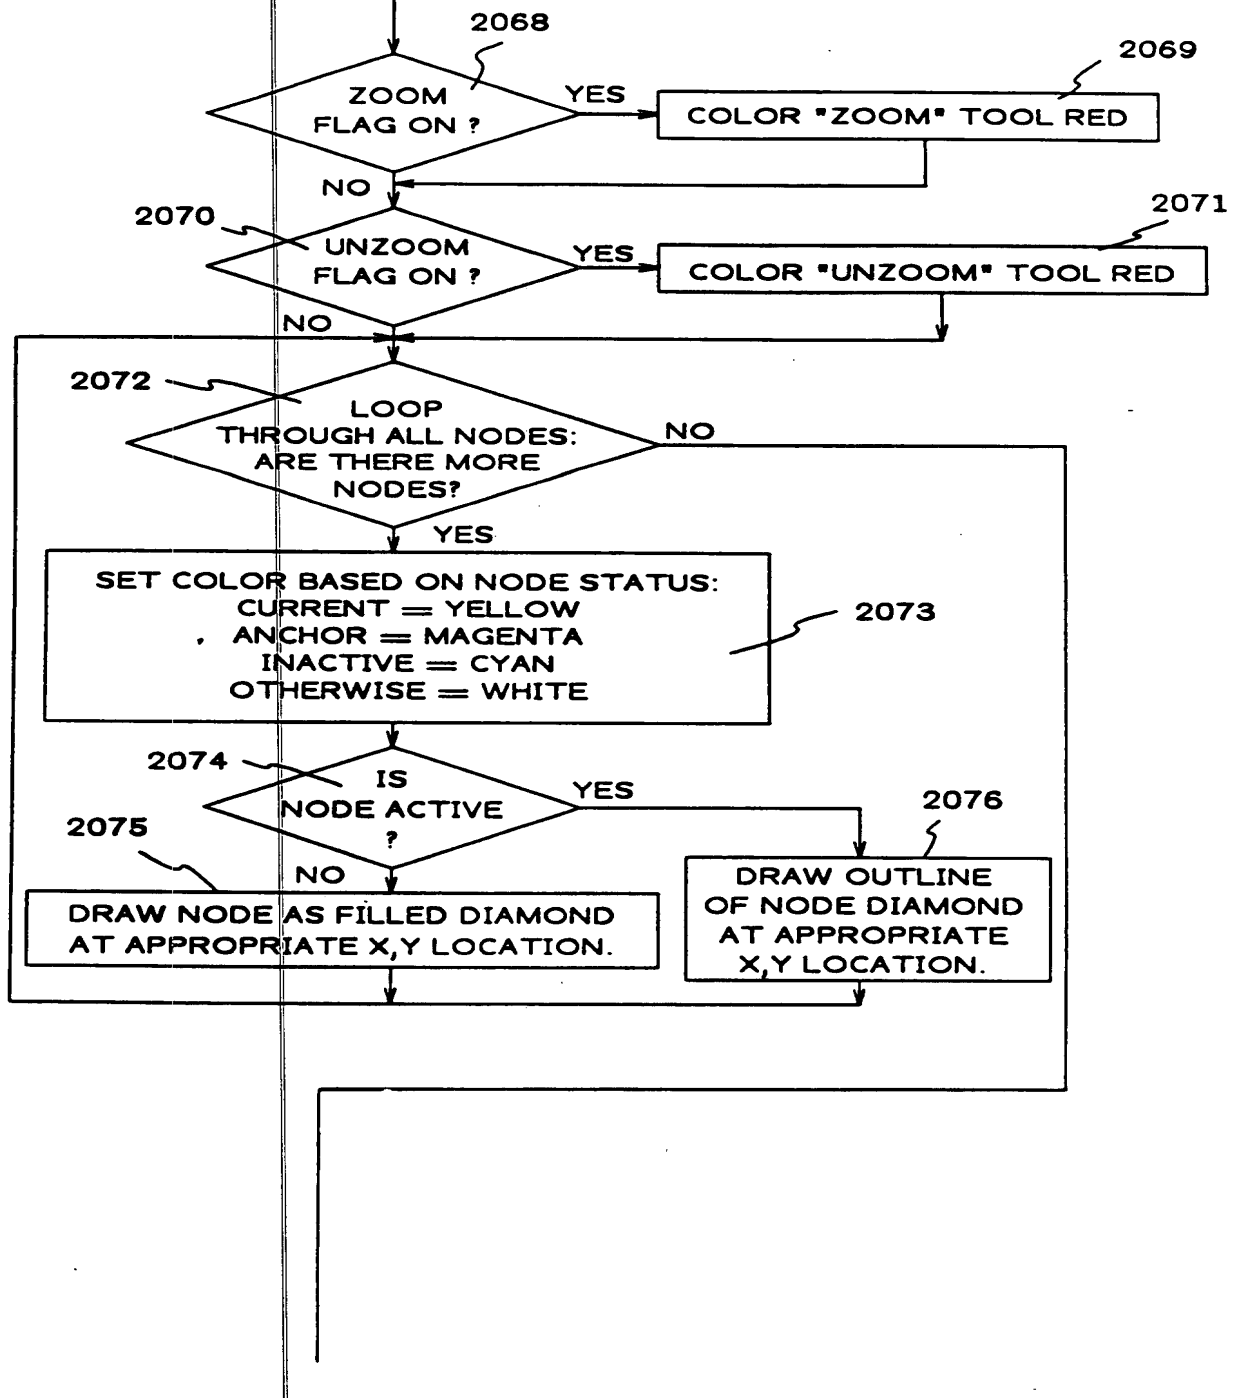 2068
2069
ZOOM
FLAG ON ?
YES
COLOR "ZOOM" TOOL RED
NO
2070
2071
UNZOOM
FLAG ON ?
YES
COLOR "UNZOOM" TOOL RED
NO
2072
LOOP
THROUGH ALL NODES:
ARE THERE MORE
NODES?
NO
YES
SET COLOR BASED ON NODE STATUS:
CURRENT = YELLOW
ANCHOR = MAGENTA
INACTIVE = CYAN
OTHERWISE = WHITE
2073
2074
IS
NODE ACTIVE
?
YES
2076
2075
NO
DRAW NODE AS FILLED DIAMOND
AT APPROPRIATE X,Y LOCATION.
DRAW OUTLINE
OF NODE DIAMOND
AT APPROPRIATE
X,Y LOCATION.